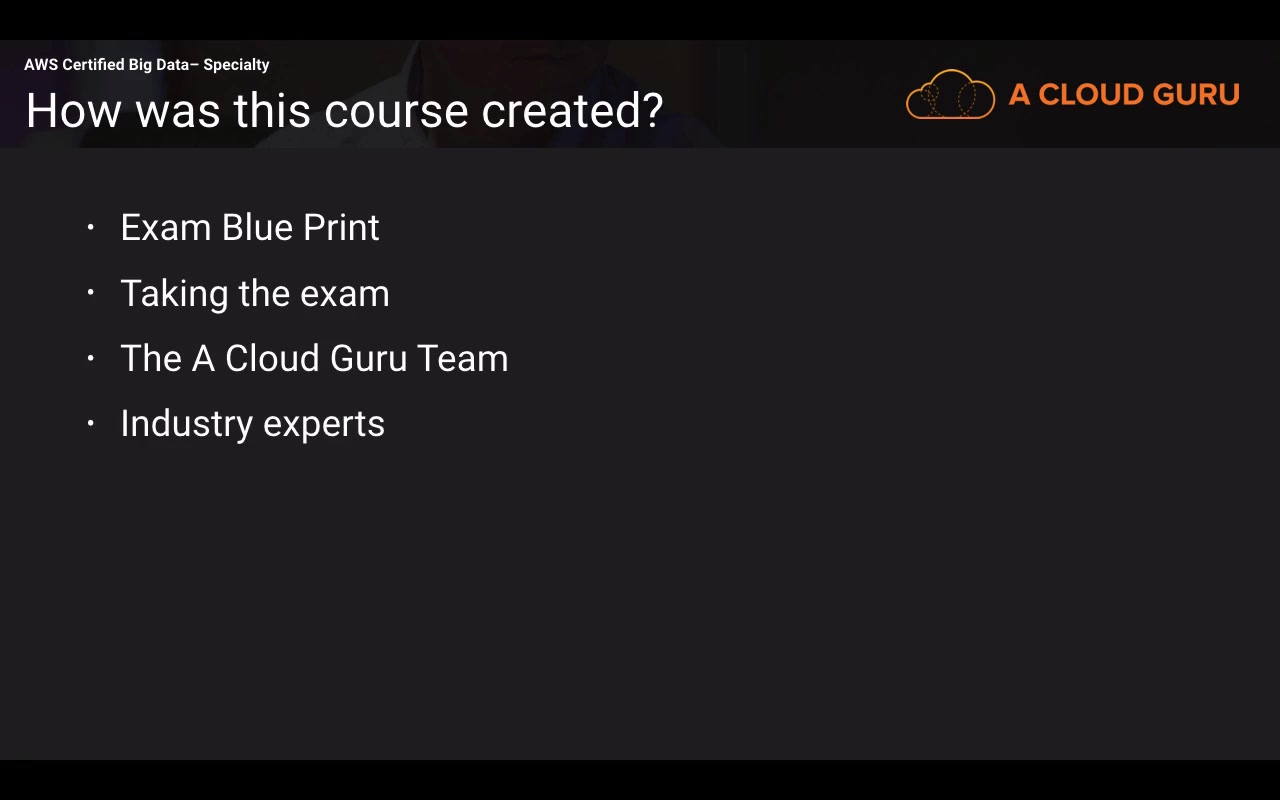 AWS Certified Big Data– Specialty
How was this course created?
A CLOUD GURU
· Exam Blue Print
· Taking the exam
· The A Cloud Guru Team
· Industry experts